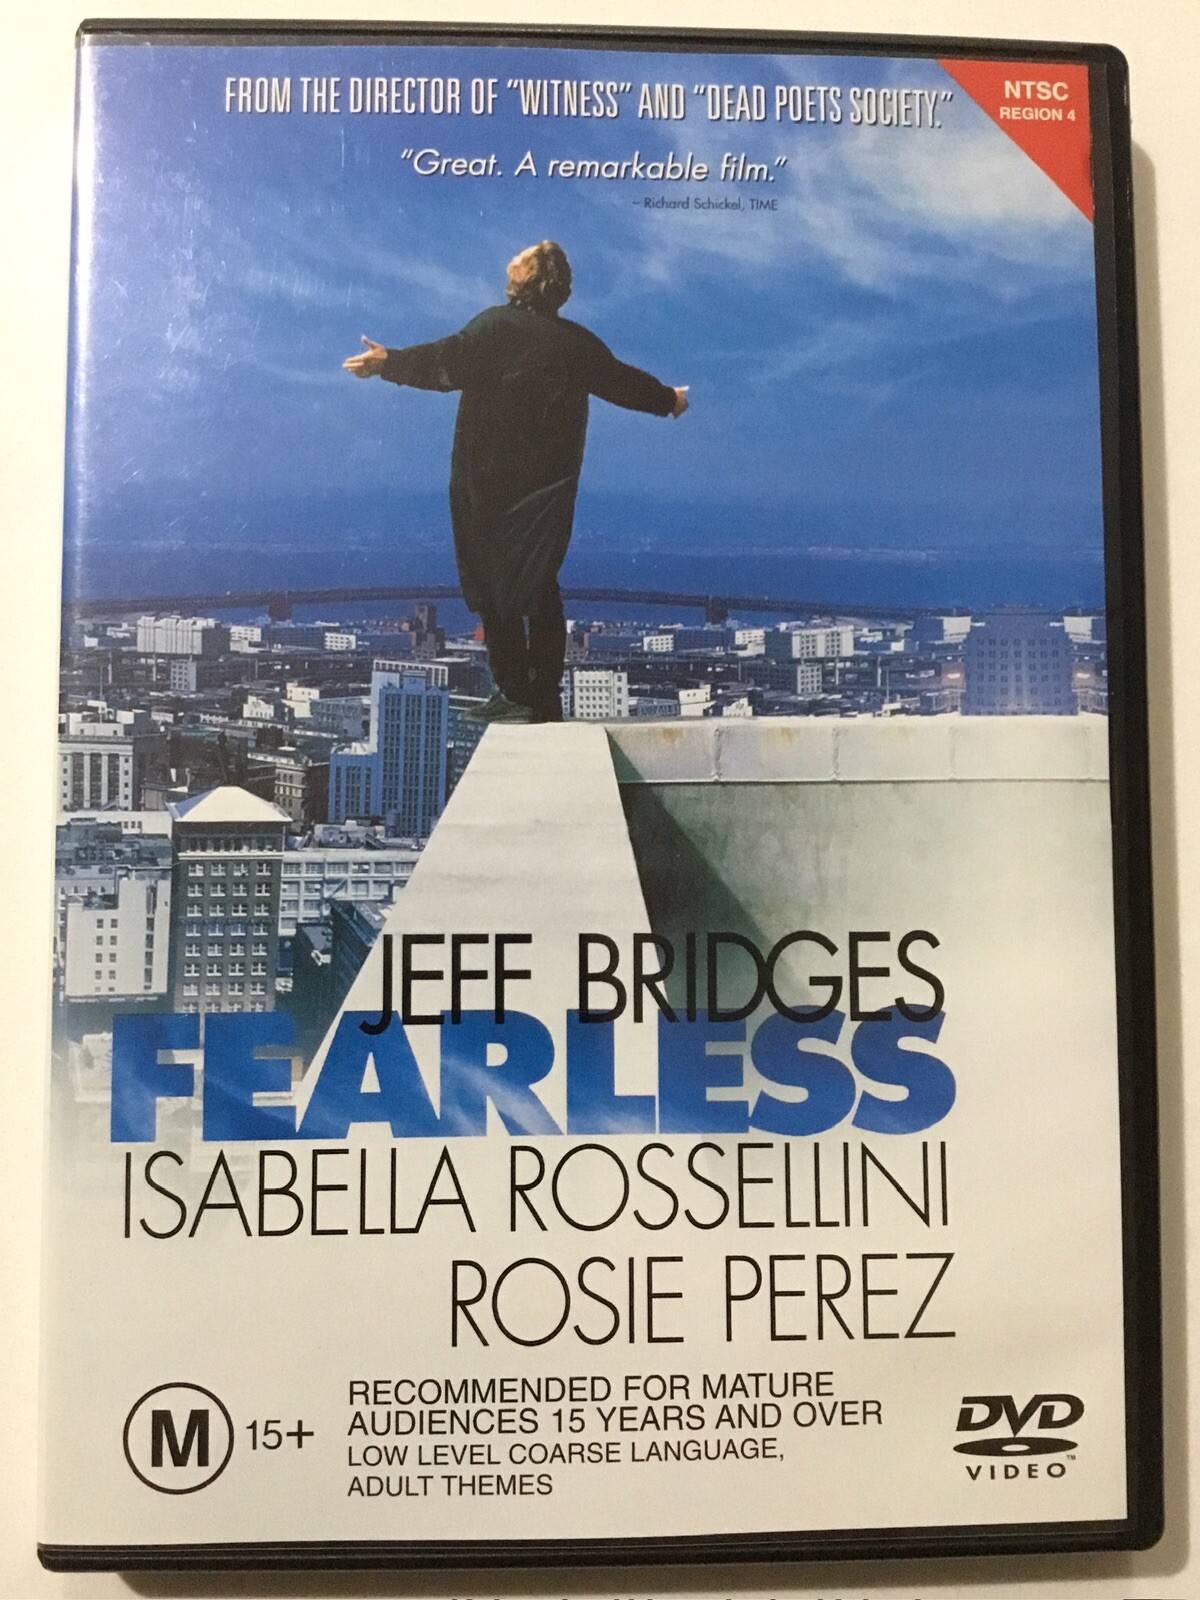 FROM THE DIRECTOR OF "WITNESS" AND "DEAD POETS SOCIETY."
NTSC
REGION 4
"Great. A remarkable film."
– Richard Schickel, TIME
JEFF BRIDGES
FEARLESS
ISABELLA ROSSELLINI
ROSIE PEREZ
M 15+
RECOMMENDED FOR MATURE
AUDIENCES 15 YEARS AND OVER
LOW LEVEL COARSE LANGUAGE,
ADULT THEMES
DVD
VIDEO™